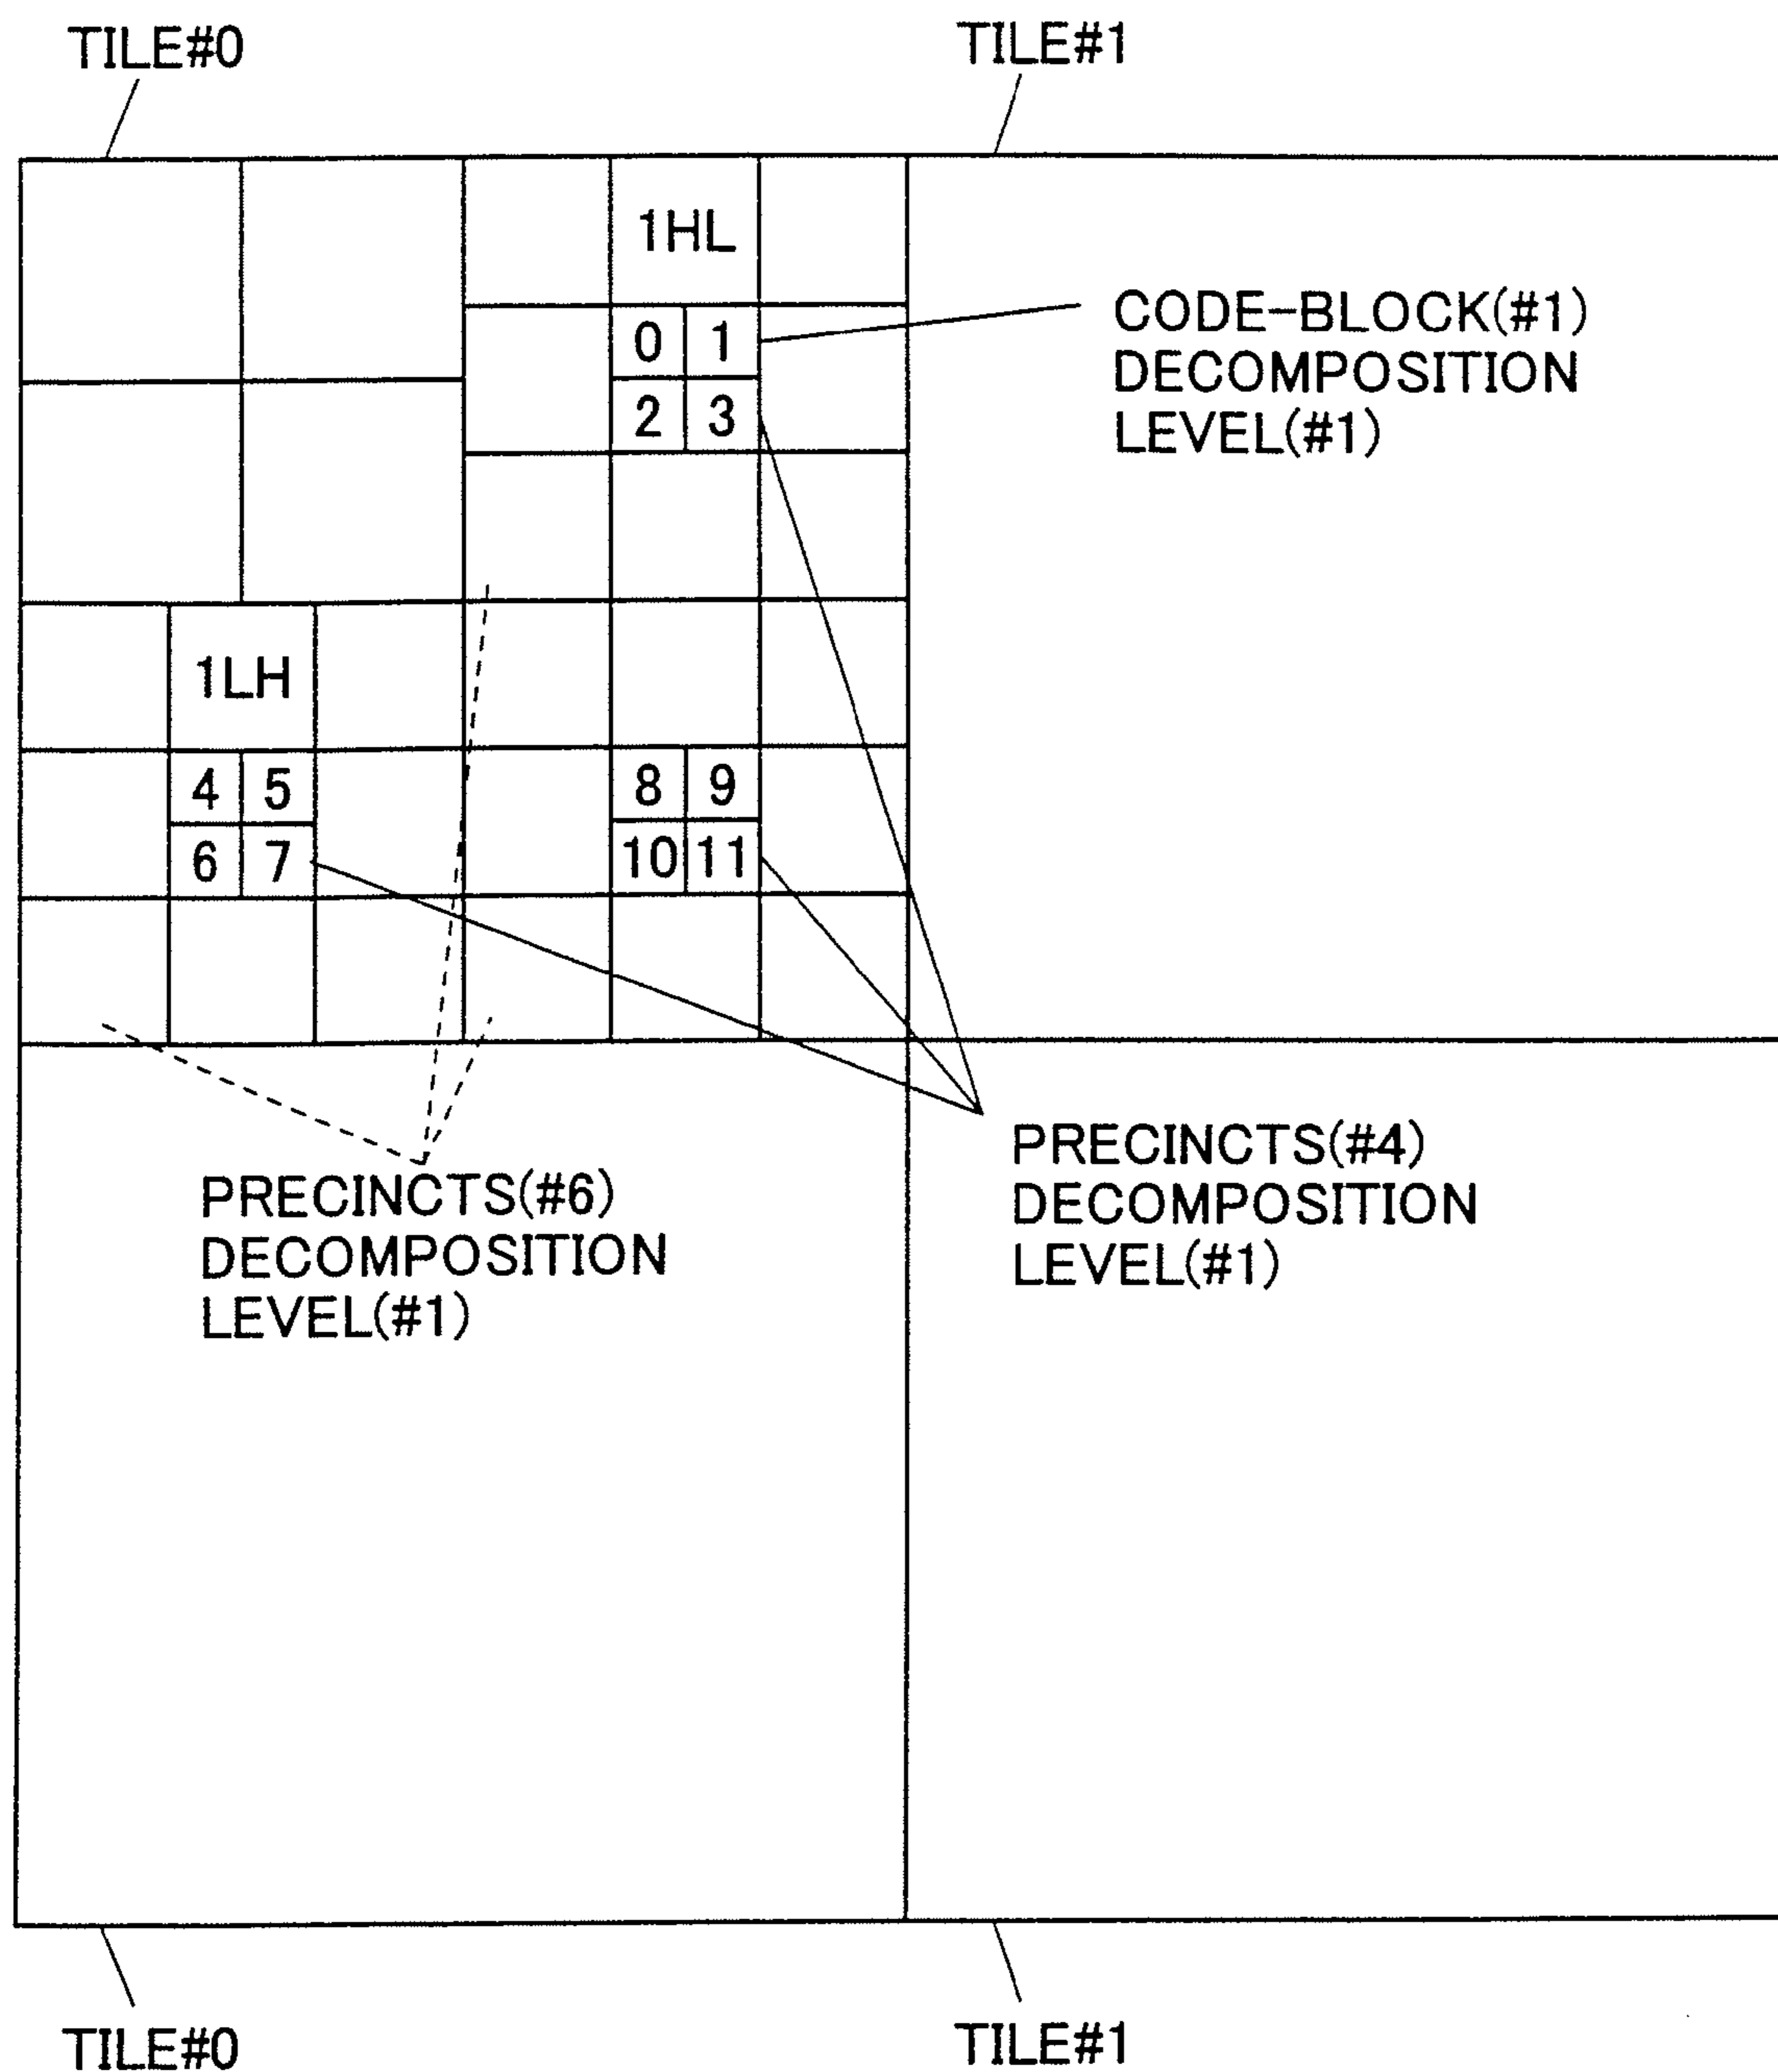 TILE#0
TILE#1
1HL
0 1
2 3
CODE-BLOCK(#1)
DECOMPOSITION
LEVEL(#1)
1LH
4 5
6 7
8 9
10 11
PRECINCTS(#6)
DECOMPOSITION
LEVEL(#1)
PRECINCTS(#4)
DECOMPOSITION
LEVEL(#1)
TILE#0
TILE#1